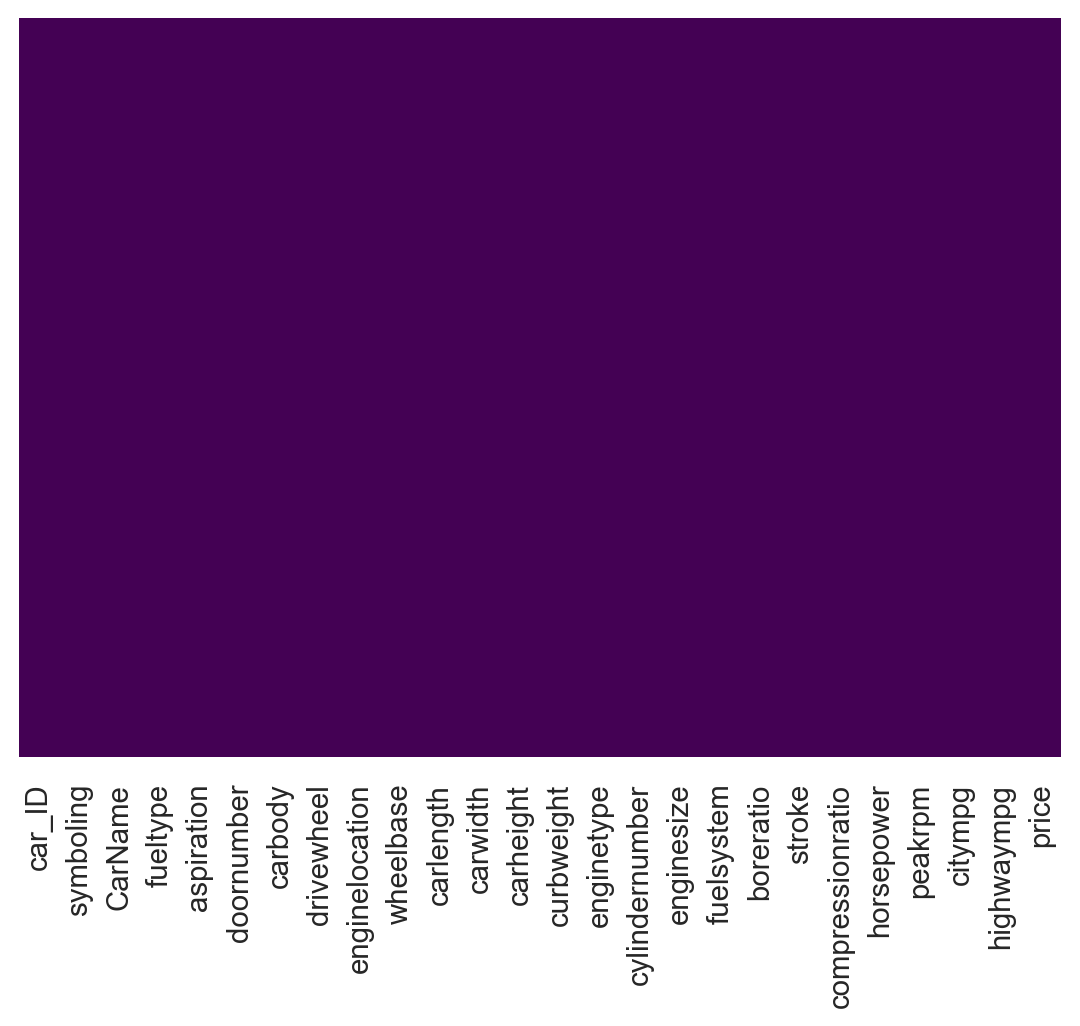 car_ID
symboling
CarName
fueltype
aspiration
doornumber
carbody
drivewheel
enginelocation
wheelbase
carlength
carwidth
carheight
curbweight
enginetype
cylindernumber
enginesize
fuelsystem
boreratio
stroke
compressionratio
horsepower
peakrpm
citympg
highwaympg
price